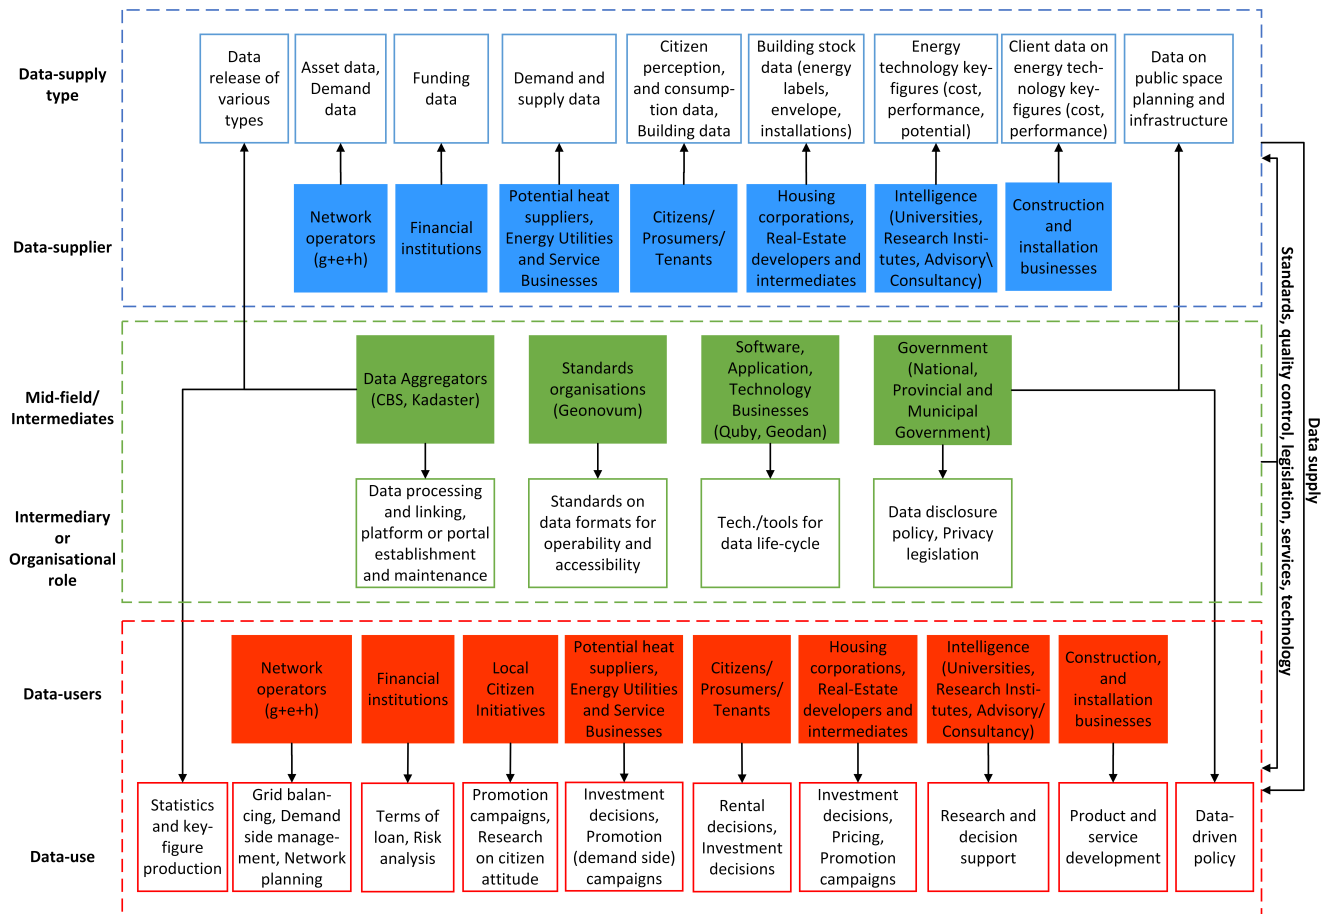 Data-supply
type
Data
release of
various
types
Asset data,
Demand
data
Funding
data
Demand and
supply data
Citizen
perception,
and consump-
tion data,
Building data
Building stock
data (energy
labels,
envelope,
installations)
Energy
technology key-
figures (cost,
performance,
potential)
Client data on
energy tech-
nology key-
figures (cost,
performance)
Data on
public space
planning and
infrastructure
Data-supplier
Network
operators
(g+e+h)
Financial
institutions
Potential heat
suppliers,
Energy Utilities
and Service
Businesses
Citizens/
Prosumers/
Tenants
Housing
corporations,
Real-Estate
developers and
intermediates
Intelligence
(Universities,
Research Insti-
tutes, Advisory\
Consultancy)
Construction
and
installation
businesses
Mid-field/
Intermediates
Data Aggregators
(CBS, Kadaster)
Standards
organisations
(Geonovum)
Software,
Application,
Technology
Businesses
(Quby, Geodan)
Government
(National,
Provincial and
Municipal
Government)
Intermediary
or
Organisational
role
Data processing
and linking,
platform or portal
establishment
and maintenance
Standards on
data formats for
operability and
accessibility
Tech./tools for
data life-cycle
Data disclosure
policy, Privacy
legislation
Standards, quality control, legislation, services, technology
Data supply
Data-users
Network
operators
(g+e+h)
Financial
institutions
Local
Citizen
Initiatives
Potential heat
suppliers,
Energy Utilities
and Service
Businesses
Citizens/
Prosumers/
Tenants
Housing
corporations,
Real-Estate
developers and
intermediates
Intelligence
(Universities,
Research Insti-
tutes, Advisory/
Consultancy)
Construction,
and
installation
businesses
Data-use
Statistics
and key-
figure
production
Grid balan-
cing, Demand
side manage-
ment, Network
planning
Terms of
loan, Risk
analysis
Promotion
campaigns,
Research
on citizen
attitude
Investment
decisions,
Promotion
(demand side)
campaigns
Rental
decisions,
Investment
decisions
Investment
decisions,
Pricing,
Promotion
campaigns
Research and
decision
support
Product and
service
development
Data-
driven
policy